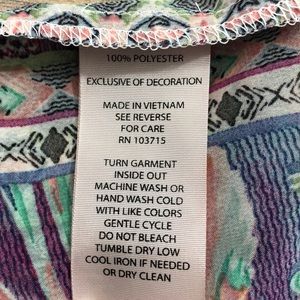 100% POLYESTER
EXCLUSIVE OF DECORATION
MADE IN VIETNAM
SEE REVERSE
FOR CARE
RN 103715
TURN GARMENT
INSIDE OUT
MACHINE WASH OR
HAND WASH COLD
WITH LIKE COLORS
GENTLE CYCLE
DO NOT BLEACH
TUMBLE DRY LOW
COOL IRON IF NEEDED
OR DRY CLEAN